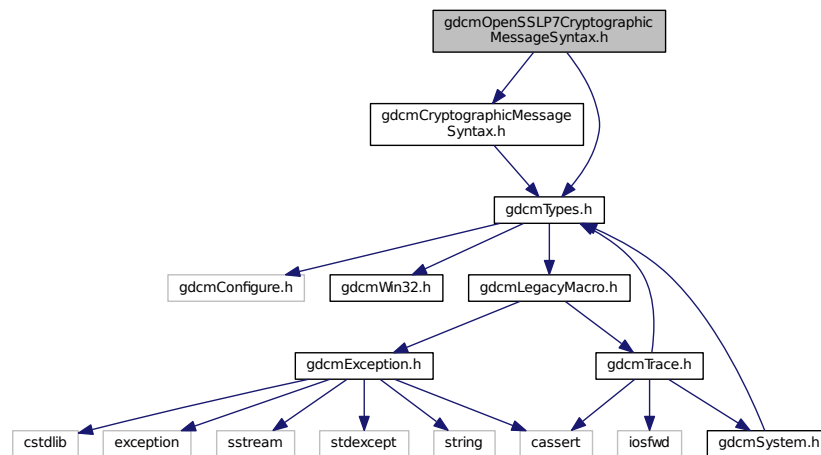 gdcmOpenSSLP7Cryptographic
MessageSyntax.h
gdcmCryptographicMessage
Syntax.h
gdcmTypes.h
gdcmConfigure.h
gdcmWin32.h
gdcmLegacyMacro.h
gdcmException.h
gdcmTrace.h
cstdlib
exception
sstream
stdexcept
string
cassert
iosfwd
gdcmSystem.h